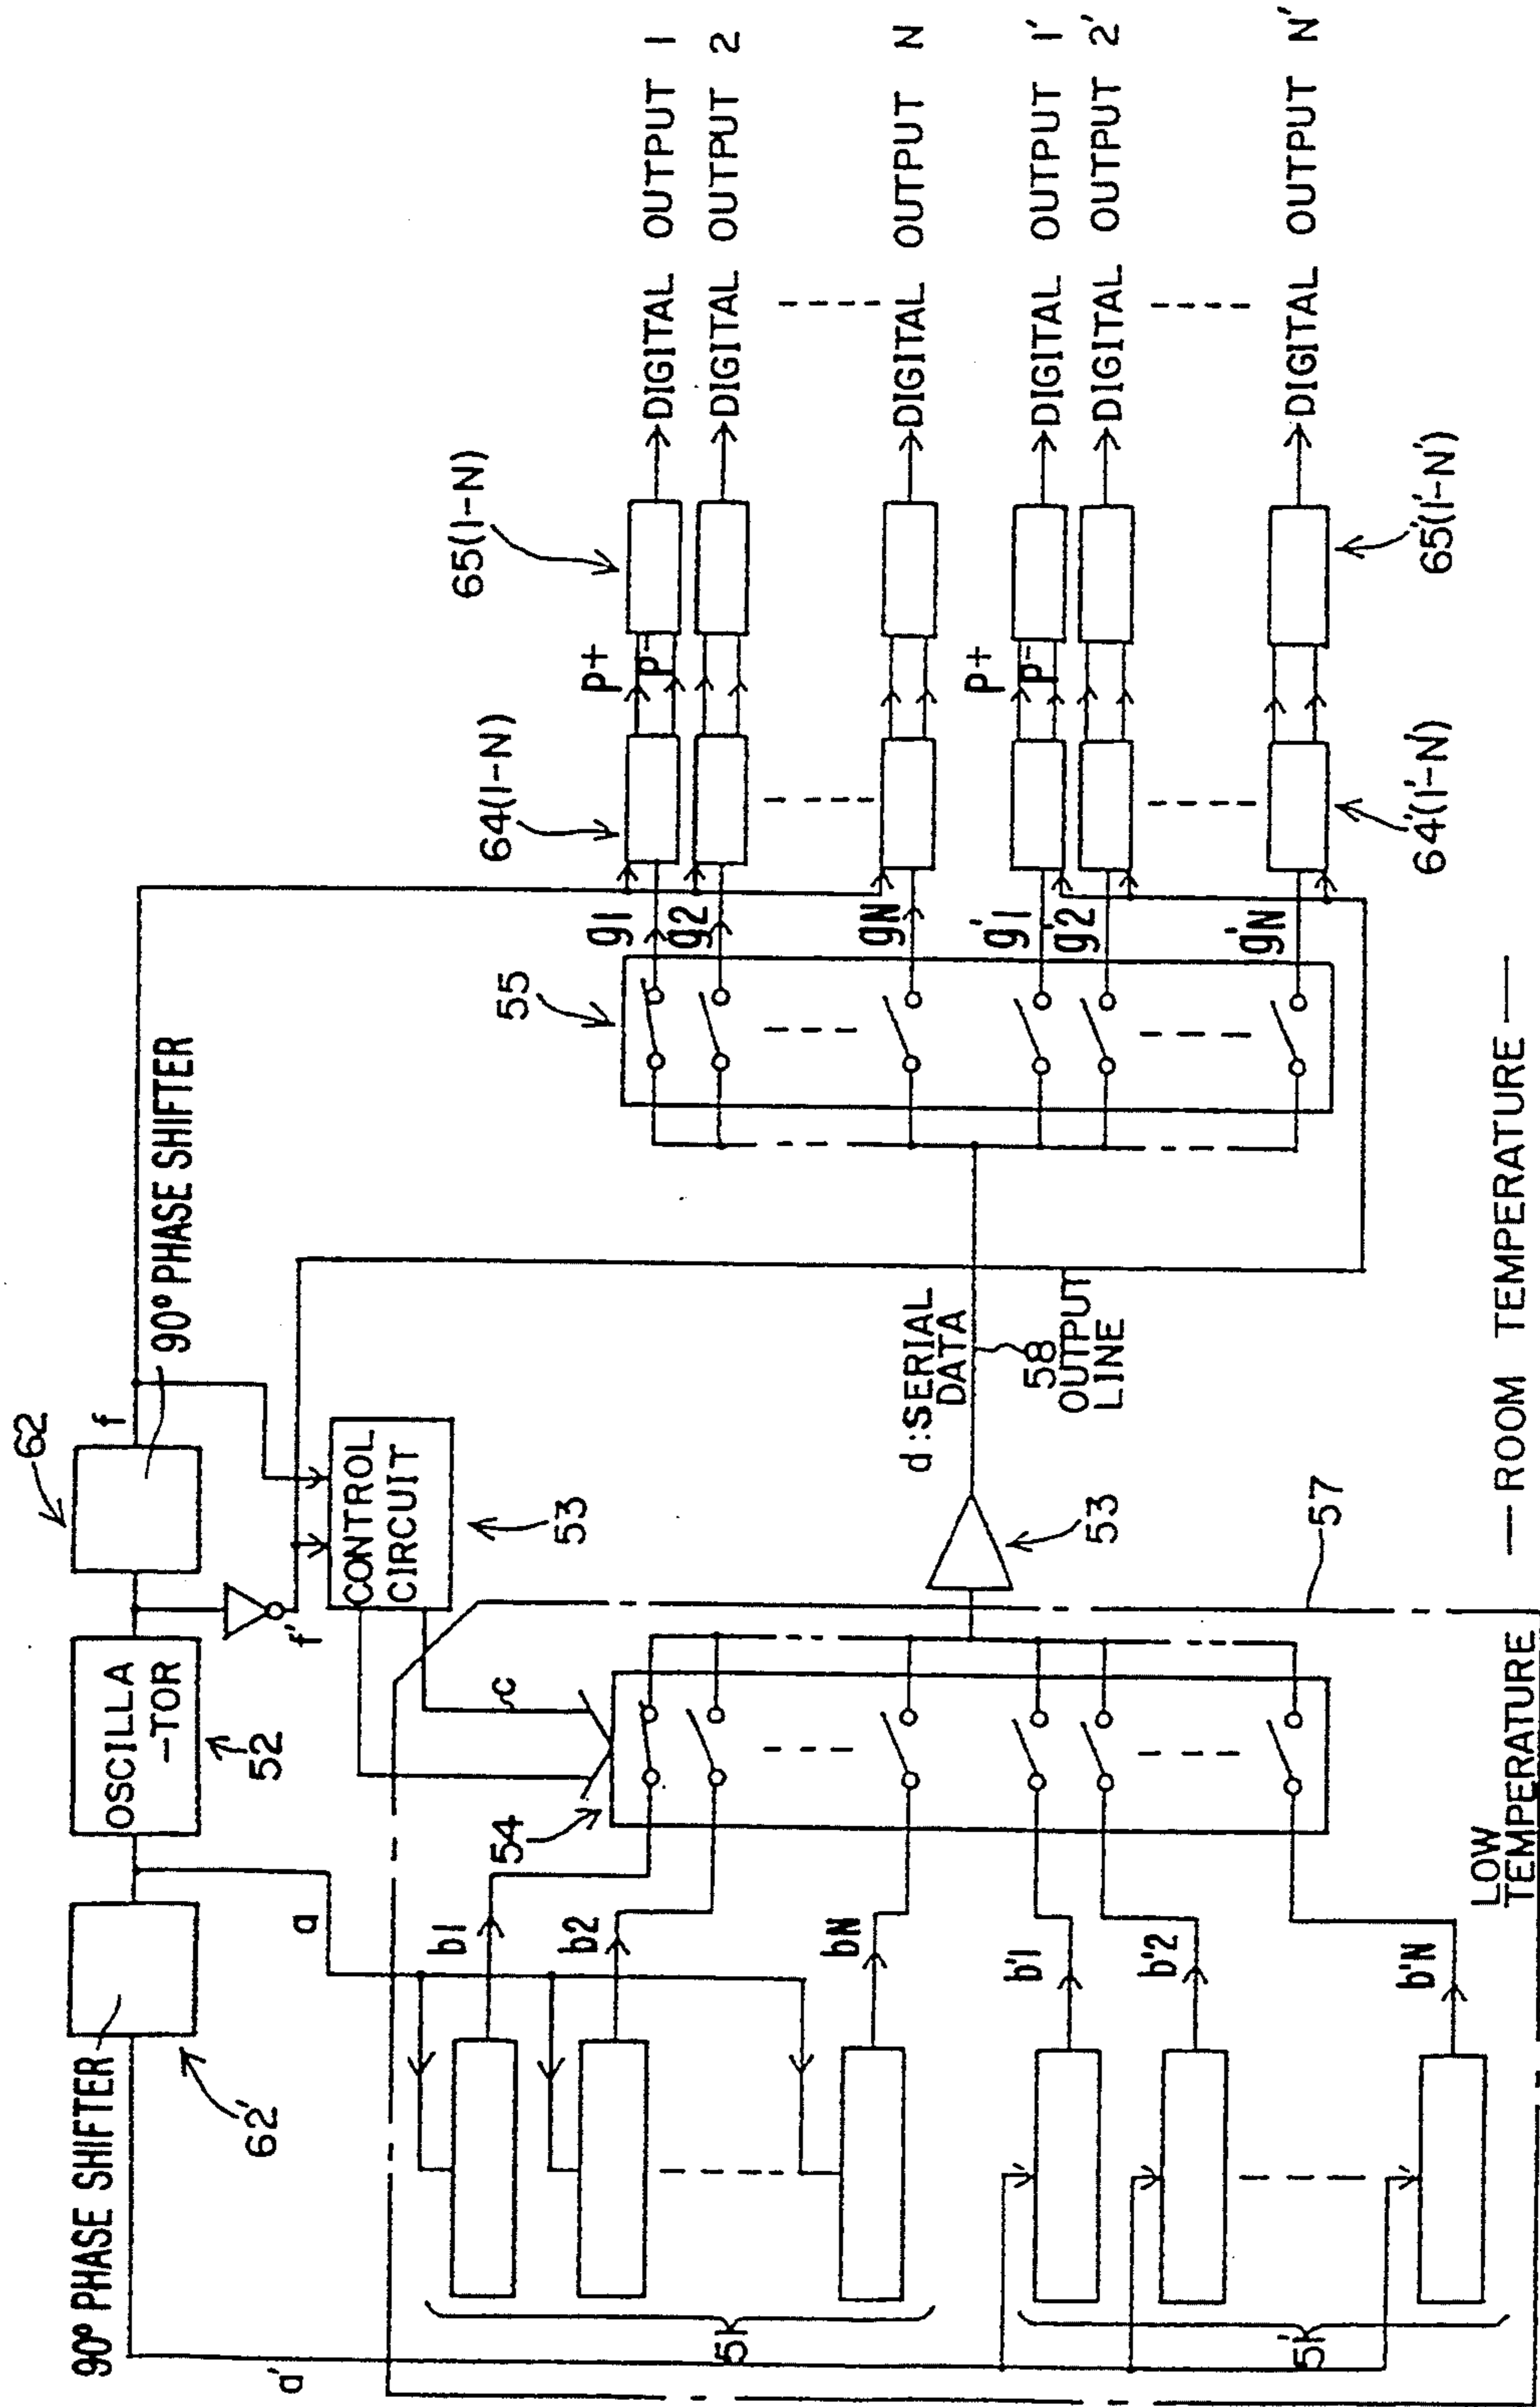 90° PHASE SHIFTER
62'
a'
a
OSCILLA
-TOR
52
62
90° PHASE SHIFTER
f
f'
CONTROL
CIRCUIT
53
c
54
b1
b2
bN
b'1
b'2
b'N
51
51'
LOW
TEMPERATURE
57
53
d:SERIAL
DATA
58
OUTPUT
LINE
55
g1
g2
gN
g'1
g'2
g'N
64(1-N)
P+
P-
65(1-N)
P+
P-
64'(1'-N')
65'(1'-N')
DIGITAL OUTPUT 1
DIGITAL OUTPUT 2
DIGITAL OUTPUT N
DIGITAL OUTPUT 1'
DIGITAL OUTPUT 2'
DIGITAL OUTPUT N'
ROOM TEMPERATURE